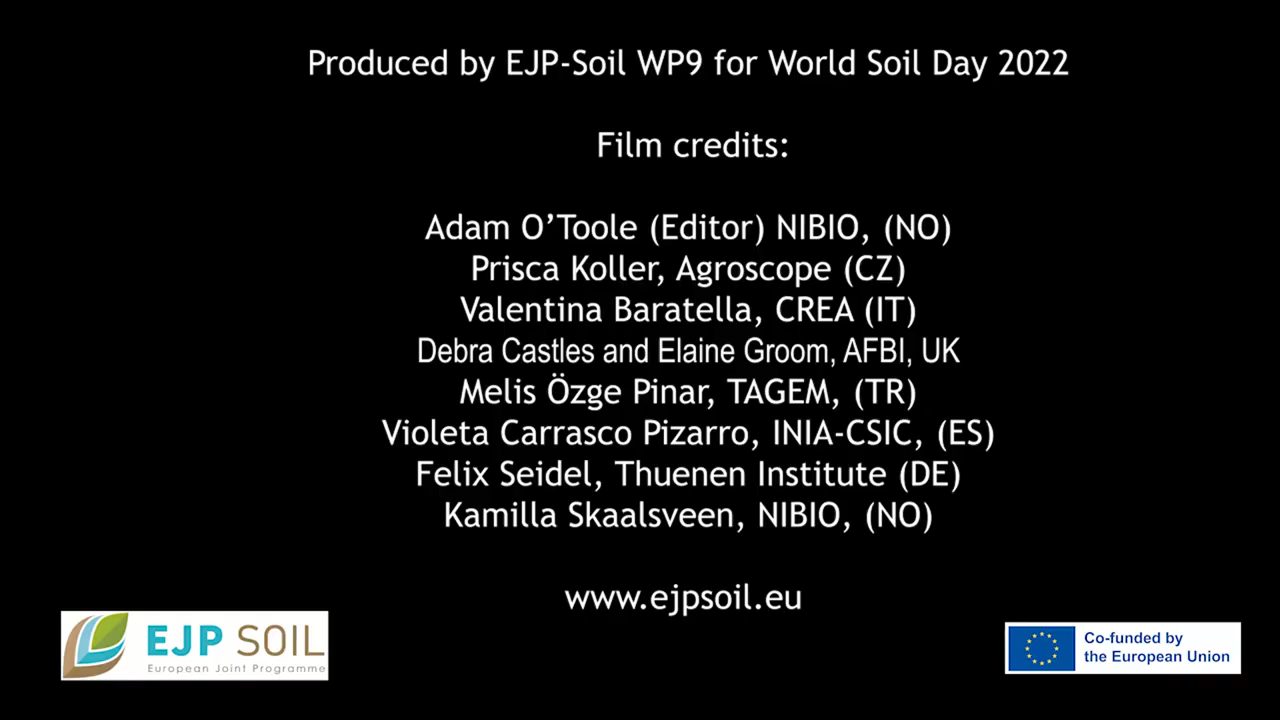 Produced by EJP-Soil WP9 for World Soil Day 2022
Film credits:
Adam O’Toole (Editor) NIBIO, (NO)
Prisca Koller, Agroscope (CZ)
Valentina Baratella, CREA (IT)
Debra Castles and Elaine Groom, AFBI, UK
Melis Özge Pinar, TAGEM, (TR)
Violeta Carrasco Pizarro, INIA-CSIC, (ES)
Felix Seidel, Thuenen Institute (DE)
Kamilla Skaalsveen, NIBIO, (NO)
www.ejpsoil.eu
EJP SOIL
European Joint Programme
Co-funded by
the European Union